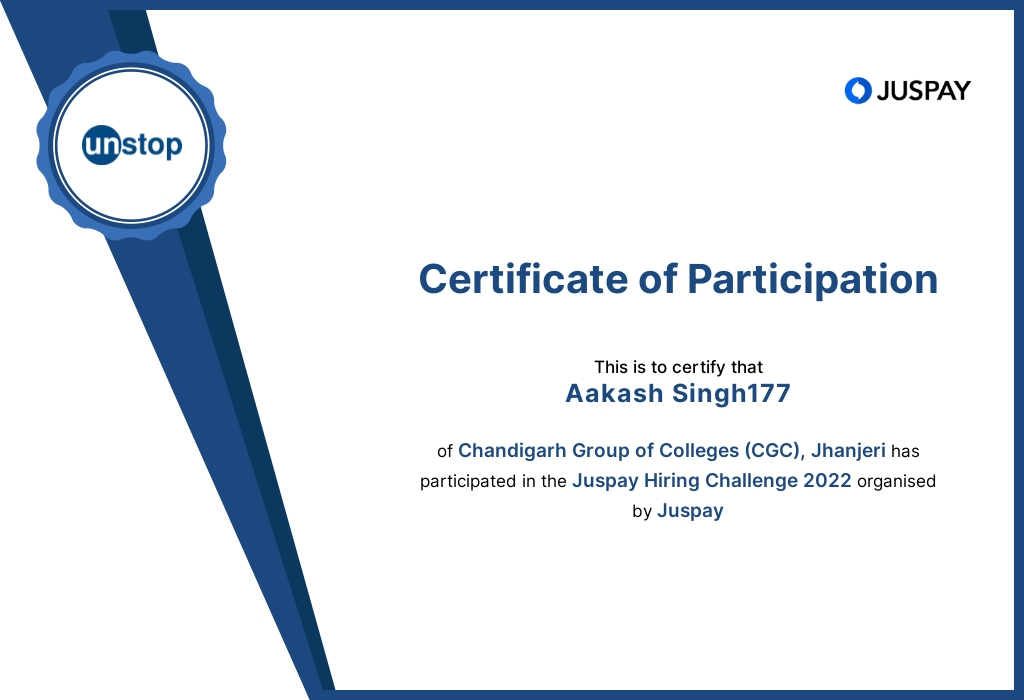 unstop
JUSPAY
Certificate of Participation
This is to certify that
Aakash Singh177
of Chandigarh Group of Colleges (CGC), Jhanjeri has
participated in the Juspay Hiring Challenge 2022 organised
by Juspay